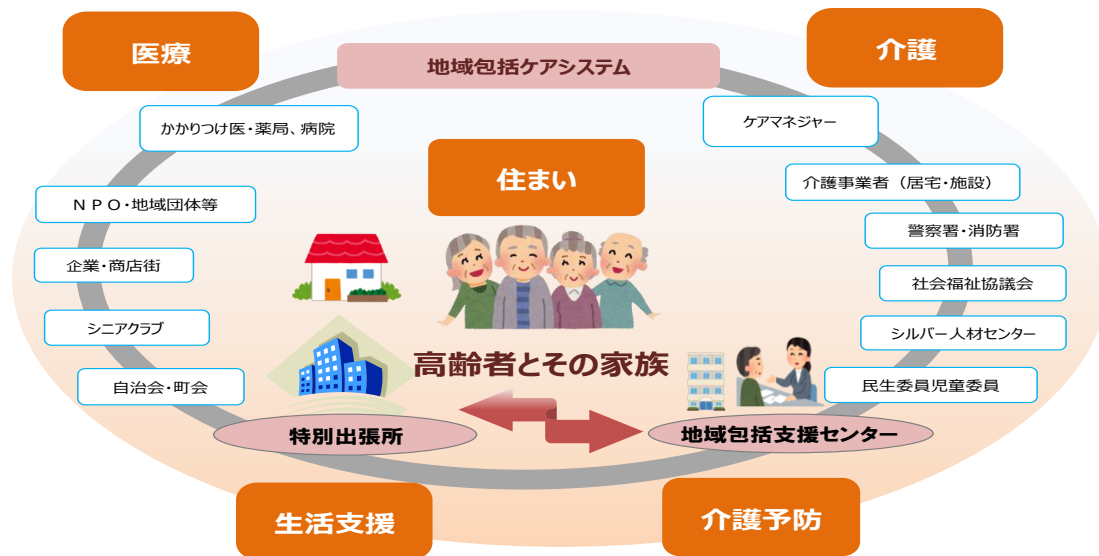 医療
介護
地域包括ケアシステム
かかりつけ医・薬局、病院
ケアマネジャー
住まい
介護事業者（居宅・施設）
ＮＰＯ・地域団体等
警察署・消防署
企業・商店街
社会福祉協議会
シニアクラブ
シルバー人材センター
高齢者とその家族
自治会・町会
民生委員児童委員
特別出張所
地域包括支援センター
生活支援
介護予防